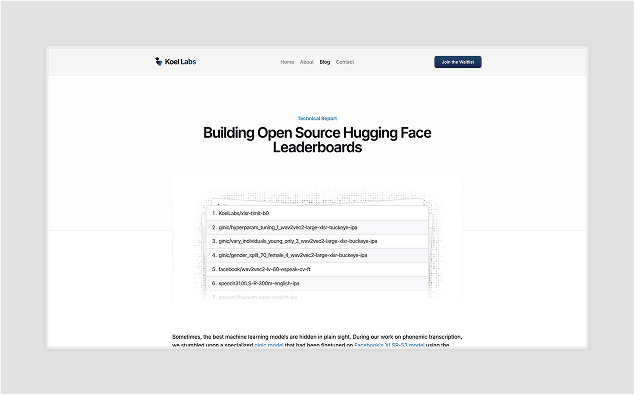 Koel Labs
Home About Blog Contact
Join the Waitlist
Technical Report
Building Open Source Hugging Face
Leaderboards
1. KoelLabs/xlsr-timit-b0
2. ginic/hyperparam_tuning_1_wav2vec2-large-xlsr-buckeye-ipa
3. ginic/vary_individuals_young_only_3_wav2vec2-large-xlsr-buckeye-ipa
4. ginic/gender_split_70_female_4_wav2vec2-large-xlsr-buckeye-ipa
5. facebook/wav2vec2-lv-60-espeak-cv-ft
6. speech31/XLS-R-300m-english-ipa
Sometimes, the best machine learning models are hidden in plain sight. During our work on phonemic transcription,
we stumbled upon a specialized ginic model that had been finetuned on Facebook's XLSR-53 model using the